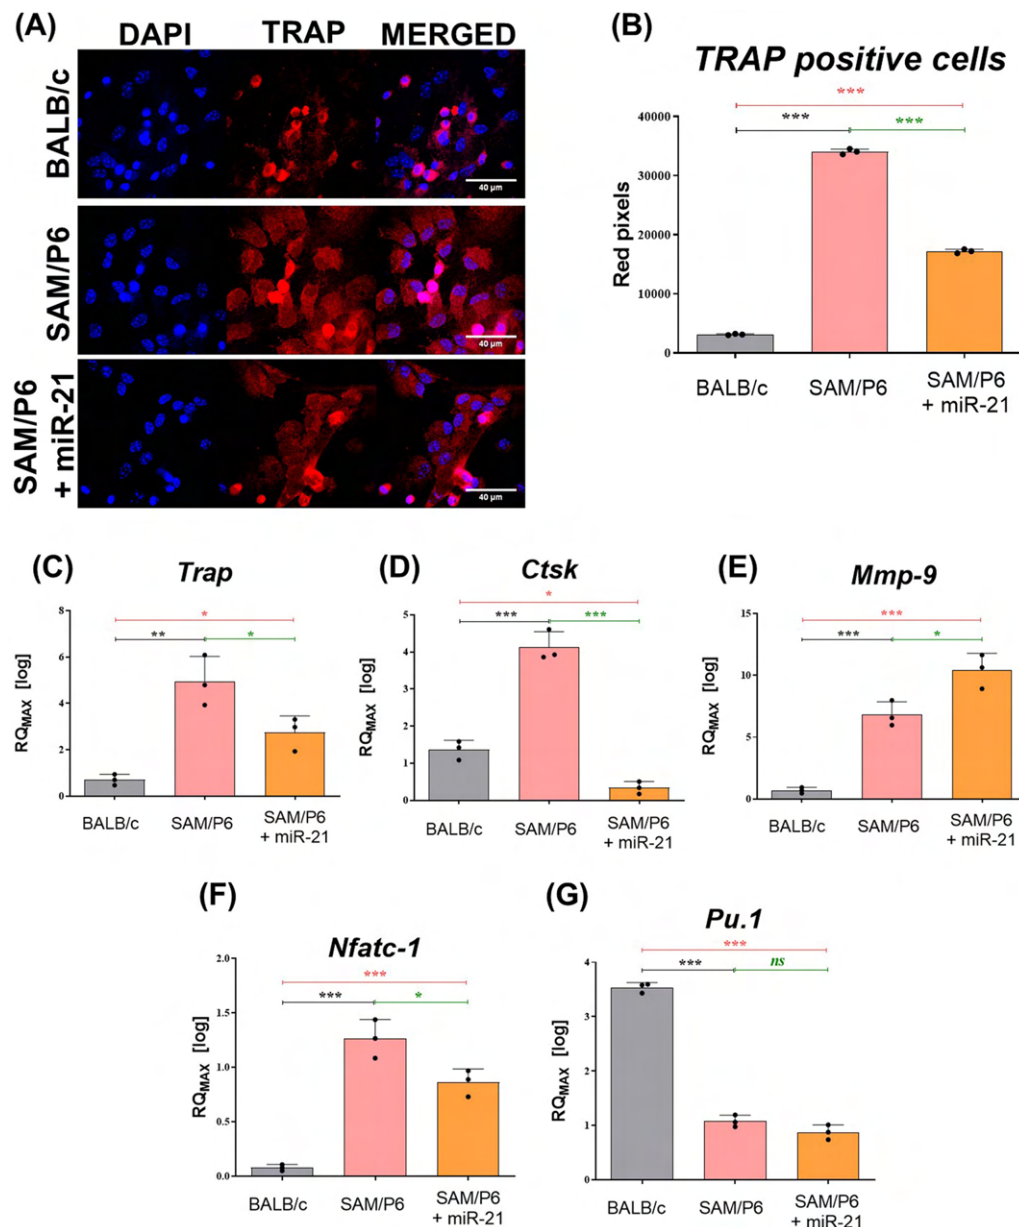 (A)
DAPI TRAP MERGED
BALB/c
40 µm
SAM/P6
40 µm
SAM/P6
+ miR-21
40 µm
(B)
TRAP positive cells
***
*** ***
Red pixels
40000
30000
20000
10000
0
BALB/c SAM/P6 SAM/P6
+ miR-21
(C)
Trap
*
** *
RQMAX [log]
8
6
4
2
0
BALB/c SAM/P6 SAM/P6
+ miR-21
(D)
Ctsk
*
*** ***
RQMAX [log]
5
4
3
2
1
0
BALB/c SAM/P6 SAM/P6
+ miR-21
(E)
Mmp-9
***
*** *
RQMAX [log]
15
10
5
0
BALB/c SAM/P6 SAM/P6
+ miR-21
(F)
Nfatc-1
***
*** *
RQMAX [log]
2.0
1.5
1.0
0.5
0.0
BALB/c SAM/P6 SAM/P6
+ miR-21
(G)
Pu.1
***
*** ns
RQMAX [log]
4
3
2
1
0
BALB/c SAM/P6 SAM/P6
+ miR-21